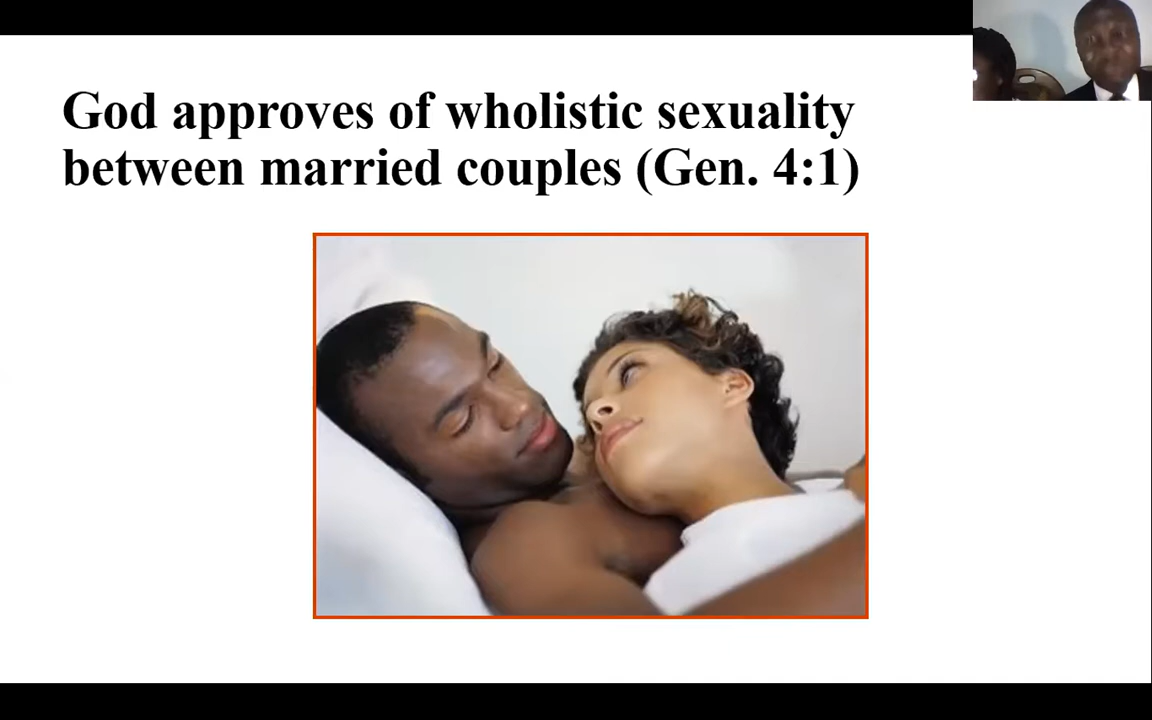 God approves of wholistic sexuality
between married couples (Gen. 4:1)